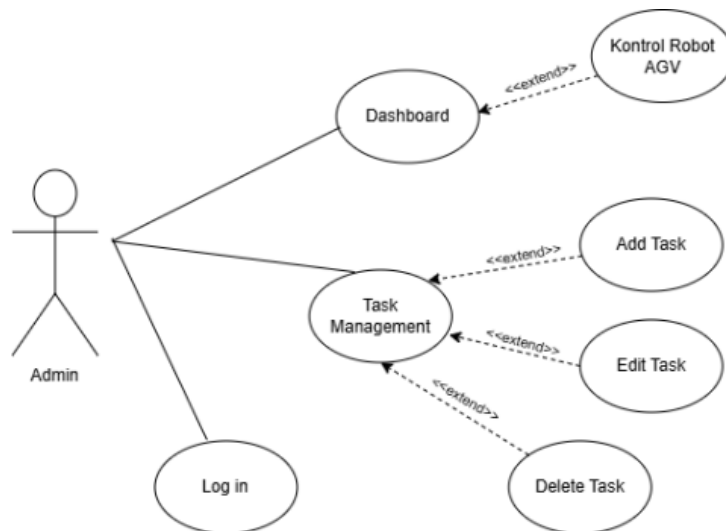 Kontrol Robot
AGV
<<extend>>
Dashboard
Add Task
<<extend>>
Task
Management
<<extend>>
Edit Task
Admin
<<extend>>
Log in
Delete Task